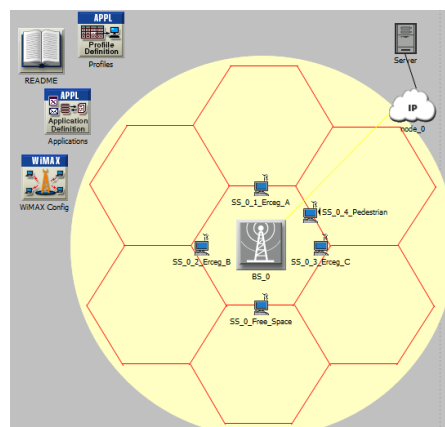 APPL
Profile
Definition
Profiles
README
APPL
Application
Definition
Applications
WiMAX
WiMAX Config
Server
IP
node_0
SS_0_1_Erceg_A
SS_0_4_Pedestrian
SS_0_2_Erceg_B
SS_0_3_Erceg_C
BS_0
SS_0_Free_Space